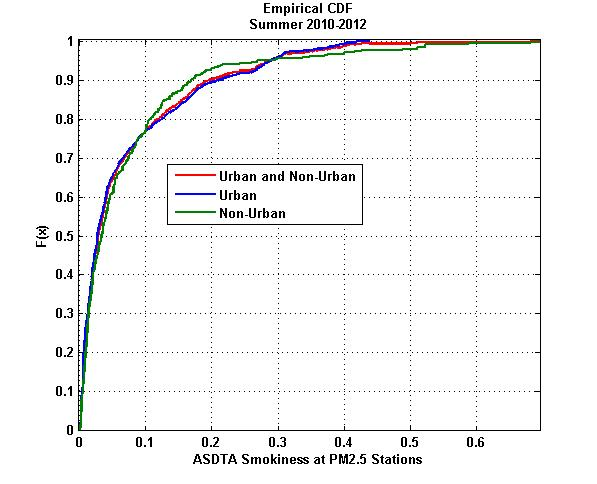 Empirical CDF
Summer 2010-2012
1
0.9
0.8
0.7
0.6
0.5
0.4
0.3
0.2
0.1
0
F(x)
Urban and Non-Urban
Urban
Non-Urban
0 0.1 0.2 0.3 0.4 0.5 0.6
ASDTA Smokiness at PM2.5 Stations